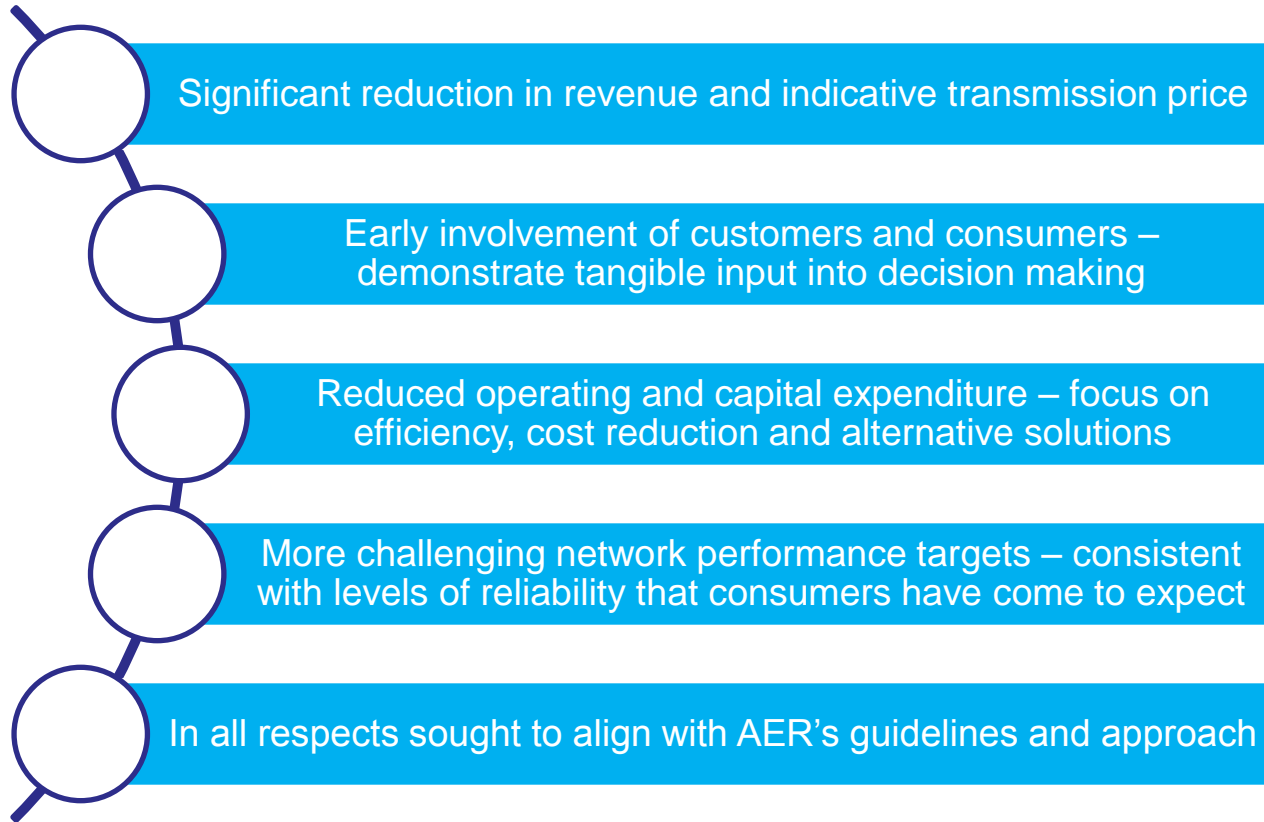 Significant reduction in revenue and indicative transmission price
Early involvement of customers and consumers –
demonstrate tangible input into decision making
Reduced operating and capital expenditure – focus on
efficiency, cost reduction and alternative solutions
More challenging network performance targets – consistent
with levels of reliability that consumers have come to expect
In all respects sought to align with AER’s guidelines and approach